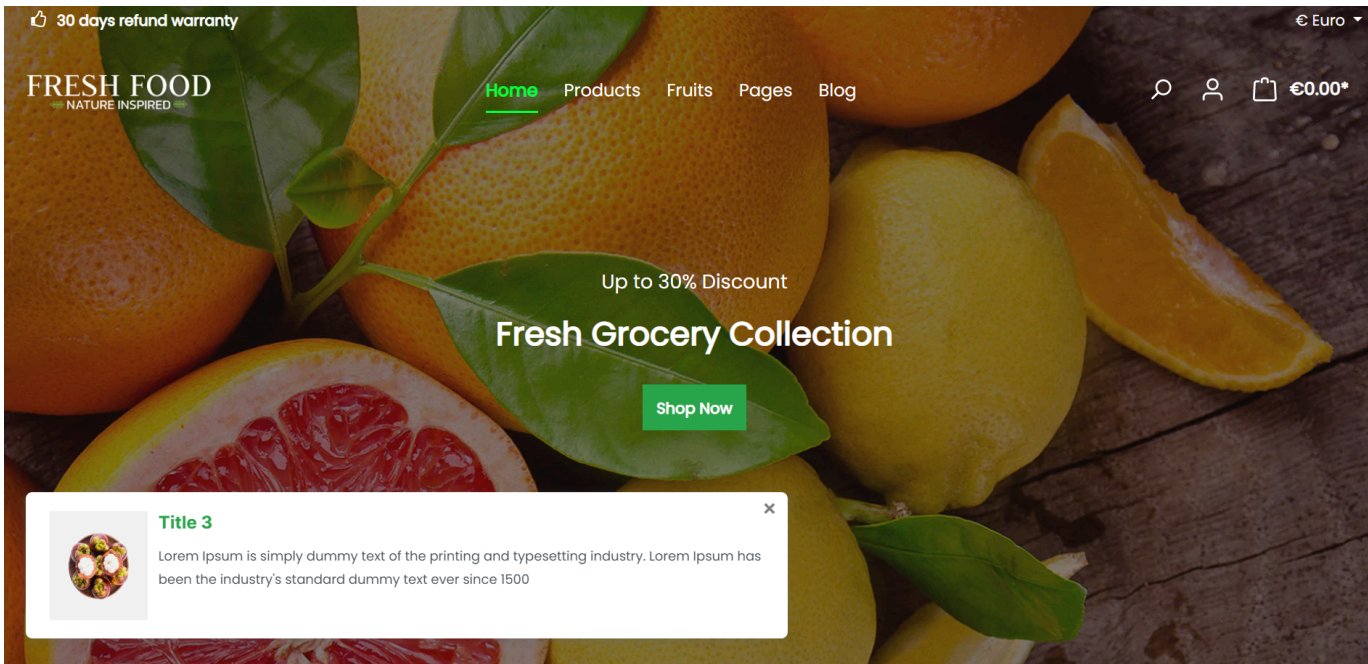 30 days refund warranty
€ Euro
FRESH FOOD
NATURE INSPIRED
Home Products Fruits Pages Blog
€0.00*
Up to 30% Discount
Fresh Grocery Collection
Shop Now
Title 3
Lorem Ipsum is simply dummy text of the printing and typesetting industry. Lorem Ipsum has
been the industry's standard dummy text ever since 1500